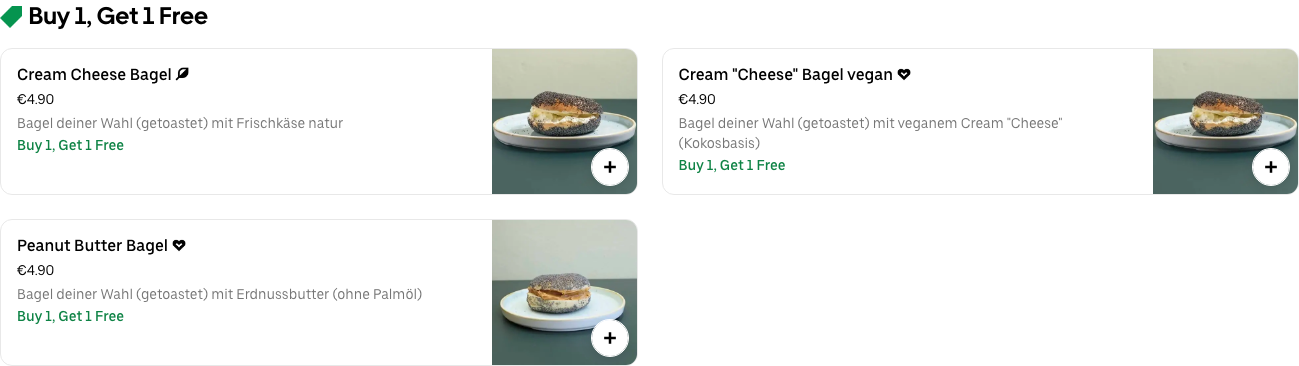 Buy 1, Get 1 Free
Cream Cheese Bagel
€4.90
Bagel deiner Wahl (getoastet) mit Frischkäse natur
Buy 1, Get 1 Free
Cream "Cheese" Bagel vegan
€4.90
Bagel deiner Wahl (getoastet) mit veganem Cream "Cheese"
(Kokosbasis)
Buy 1, Get 1 Free
Peanut Butter Bagel
€4.90
Bagel deiner Wahl (getoastet) mit Erdnussbutter (ohne Palmöl)
Buy 1, Get 1 Free